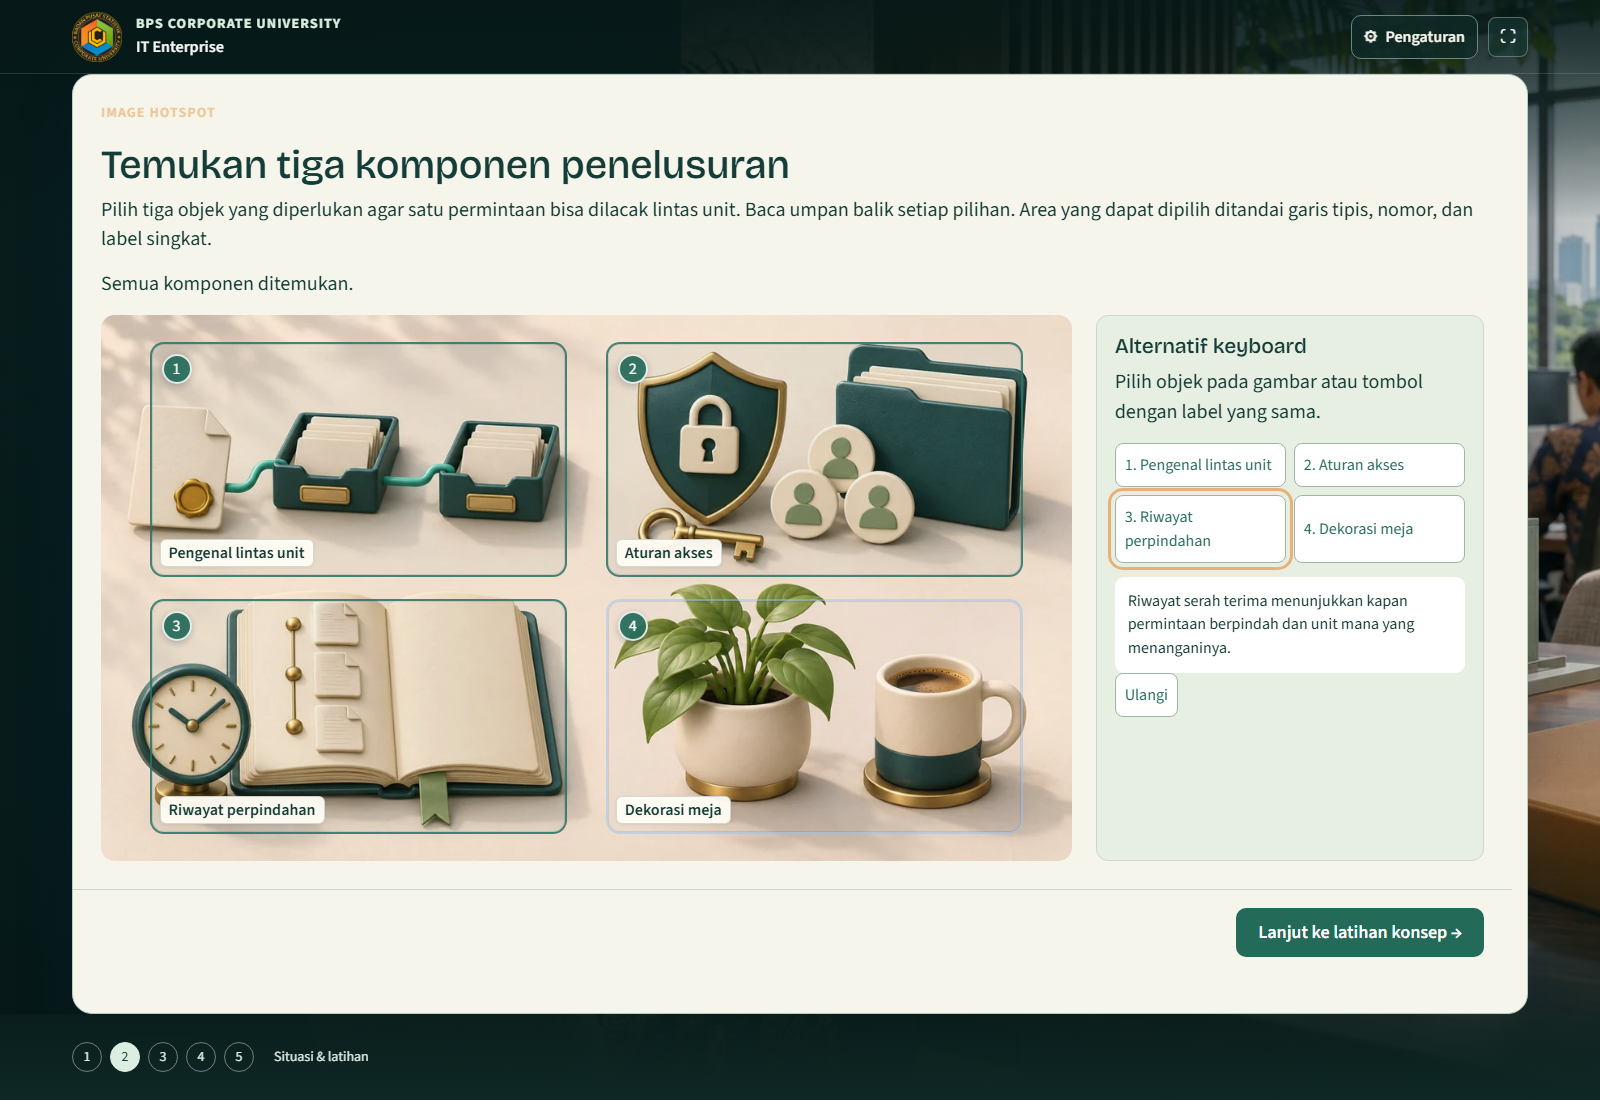 BPS CORPORATE UNIVERSITY
IT Enterprise
Pengaturan
IMAGE HOTSPOT
Temukan tiga komponen penelusuran
Pilih tiga objek yang diperlukan agar satu permintaan bisa dilacak lintas unit. Baca umpan balik setiap pilihan. Area yang dapat dipilih ditandai garis tipis, nomor, dan
label singkat.
Semua komponen ditemukan.
1
Pengenal lintas unit
2
Aturan akses
3
Riwayat perpindahan
4
Dekorasi meja
Alternatif keyboard
Pilih objek pada gambar atau tombol
dengan label yang sama.
1. Pengenal lintas unit
2. Aturan akses
3. Riwayat
perpindahan
4. Dekorasi meja
Riwayat serah terima menunjukkan kapan
permintaan berpindah dan unit mana yang
menanganinya.
Ulangi
Lanjut ke latihan konsep →
1 2 3 4 5 Situasi & latihan